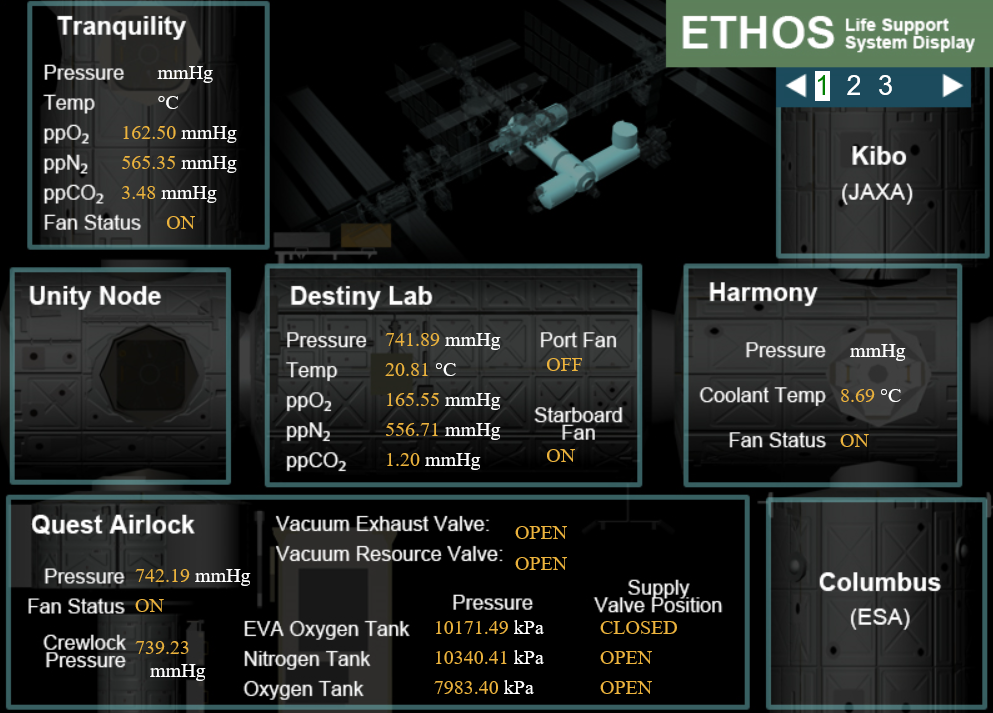 Tranquility
Pressure mmHg
Temp °C
ppO₂ 162.50 mmHg
ppN₂ 565.35 mmHg
ppCO₂ 3.48 mmHg
Fan Status ON
ETHOS Life Support
System Display
1 2 3
Kibo
(JAXA)
Unity Node
Destiny Lab
Pressure 741.89 mmHg
Temp 20.81 °C
ppO₂ 165.55 mmHg
ppN₂ 556.71 mmHg
ppCO₂ 1.20 mmHg
Port Fan
OFF
Starboard
Fan
ON
Harmony
Pressure mmHg
Coolant Temp 8.69 °C
Fan Status ON
Quest Airlock
Pressure 742.19 mmHg
Fan Status ON
Crewlock
Pressure 739.23
mmHg
Vacuum Exhaust Valve: OPEN
Vacuum Resource Valve: OPEN
Pressure Supply
Valve Position
EVA Oxygen Tank 10171.49 kPa CLOSED
Nitrogen Tank 10340.41 kPa OPEN
Oxygen Tank 7983.40 kPa OPEN
Columbus
(ESA)